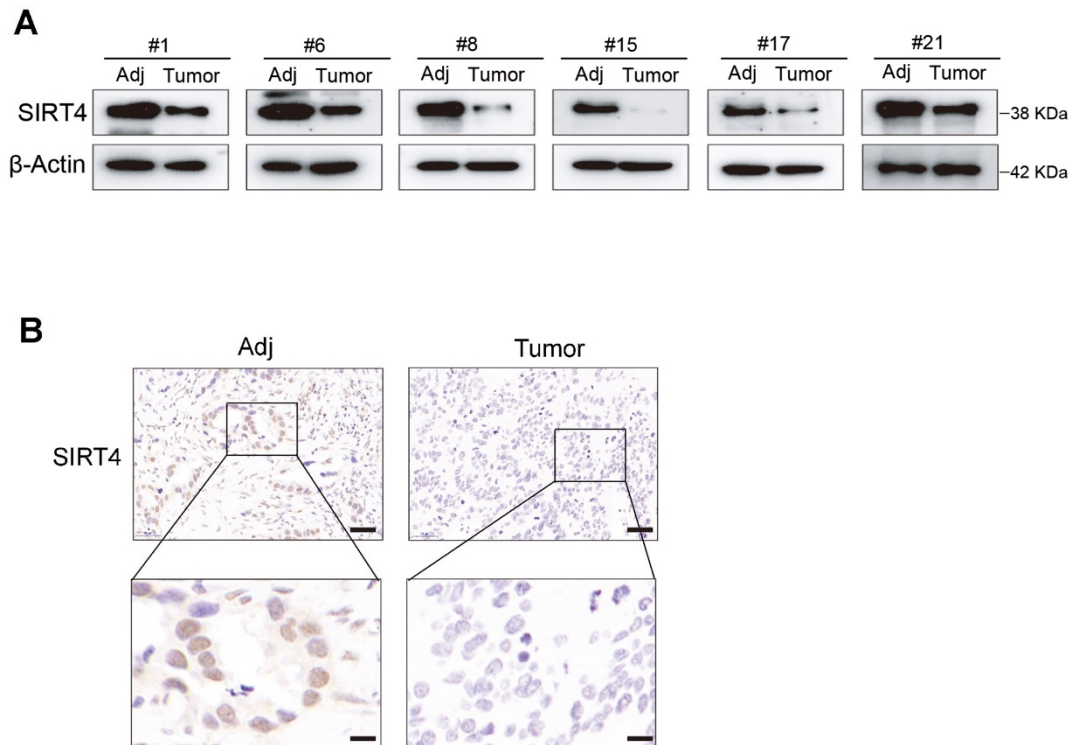 A
#1 #6 #8 #15 #17 #21
Adj Tumor Adj Tumor Adj Tumor Adj Tumor Adj Tumor Adj Tumor
SIRT4 –38 KDa
β-Actin –42 KDa
B
Adj Tumor
SIRT4